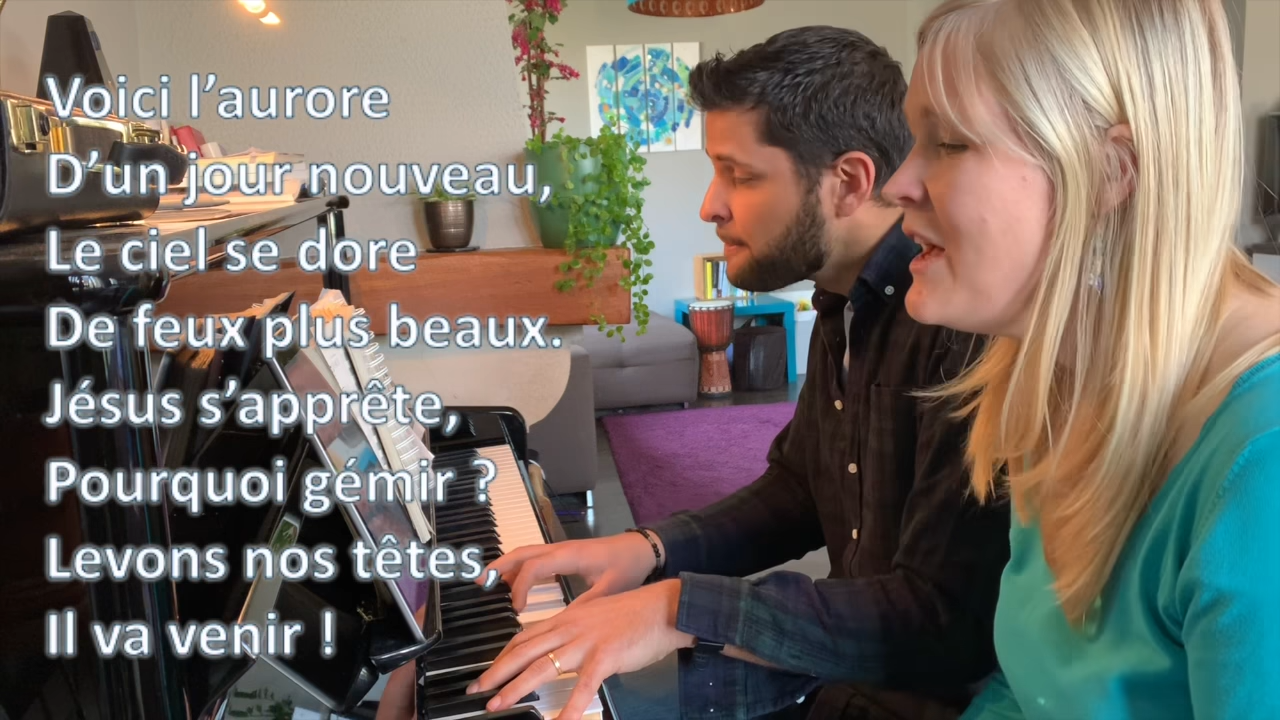 Voici l’aurore
D’un jour nouveau,
Le ciel se dore
De feux plus beaux.
Jésus s’apprête,
Pourquoi gémir ?
Levons nos têtes,
Il va venir !